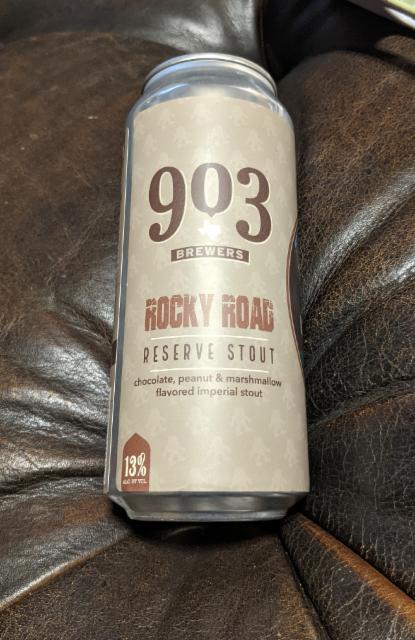 903
BREWERS
ROCKY ROAD
RESERVE STOUT
chocolate, peanut & marshmallow
flavored imperial stout
13%
ALC. BY VOL.